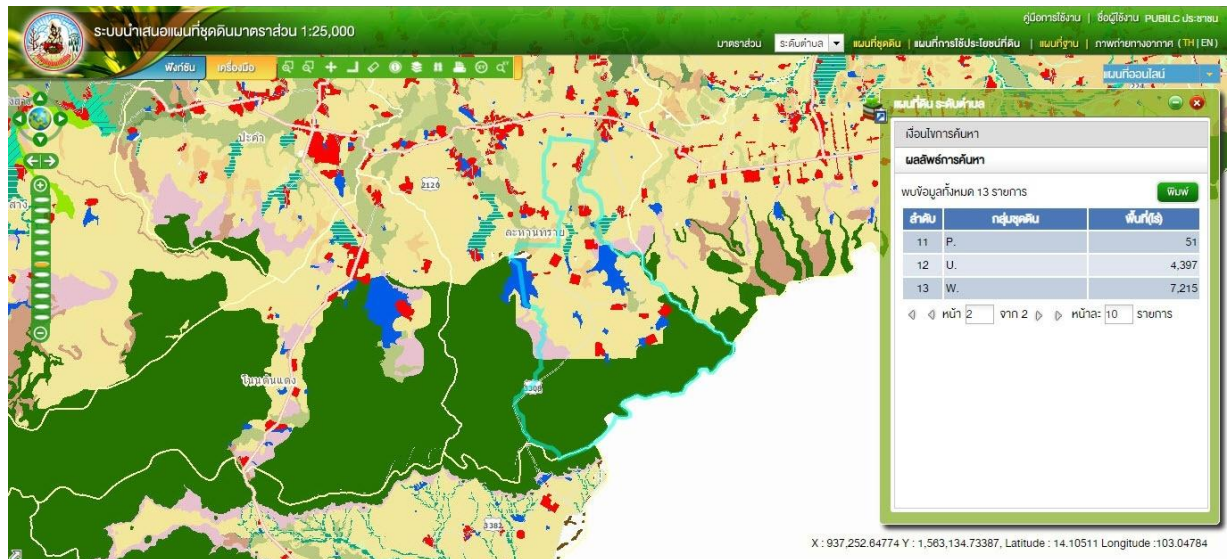 คู่มือการใช้งาน | ชื่อผู้ใช้งาน PUBILC ประชาชน
ระบบนำเสนอแผนที่ชุดดินมาตราส่วน 1:25,000
มาตราส่วน ระดับตำบล แผนที่ชุดดิน | แผนที่การใช้ประโยชน์ที่ดิน | แผนที่ฐาน | ภาพถ่ายทางอากาศ (TH|EN)
ฟังก์ชัน เครื่องมือ
แผนที่ออนไลน์
224
แผนที่ดิน ระดับตำบล
เงื่อนไขการค้นหา
ผลลัพธ์การค้นหา
พบข้อมูลทั้งหมด 13 รายการ พิมพ์
ลำดับ กลุ่มชุดดิน พื้นที่(ไร่)
11 P. 51
12 U. 4,397
13 W. 7,215
หน้า 2 จาก 2 หน้าละ 10 รายการ
ปะคำ
2120
ละหานทราย
โนนดินแดง
3308
3382
X : 937,252.64774 Y : 1,563,134.73387, Latitude : 14.10511 Longitude :103.04784